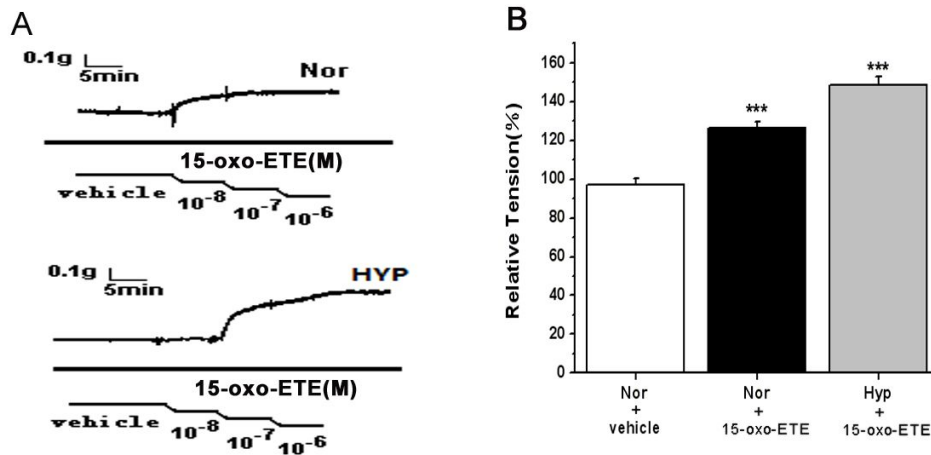 A
0.1g
5min
Nor
15-oxo-ETE(M)
vehicle
10-8
10-7
10-6
0.1g
5min
HYP
15-oxo-ETE(M)
vehicle
10-8
10-7
10-6
B
Relative Tension(%)
160
140
120
100
80
60
40
20
0
***
***
Nor
+
vehicle
Nor
+
15-oxo-ETE
Hyp
+
15-oxo-ETE